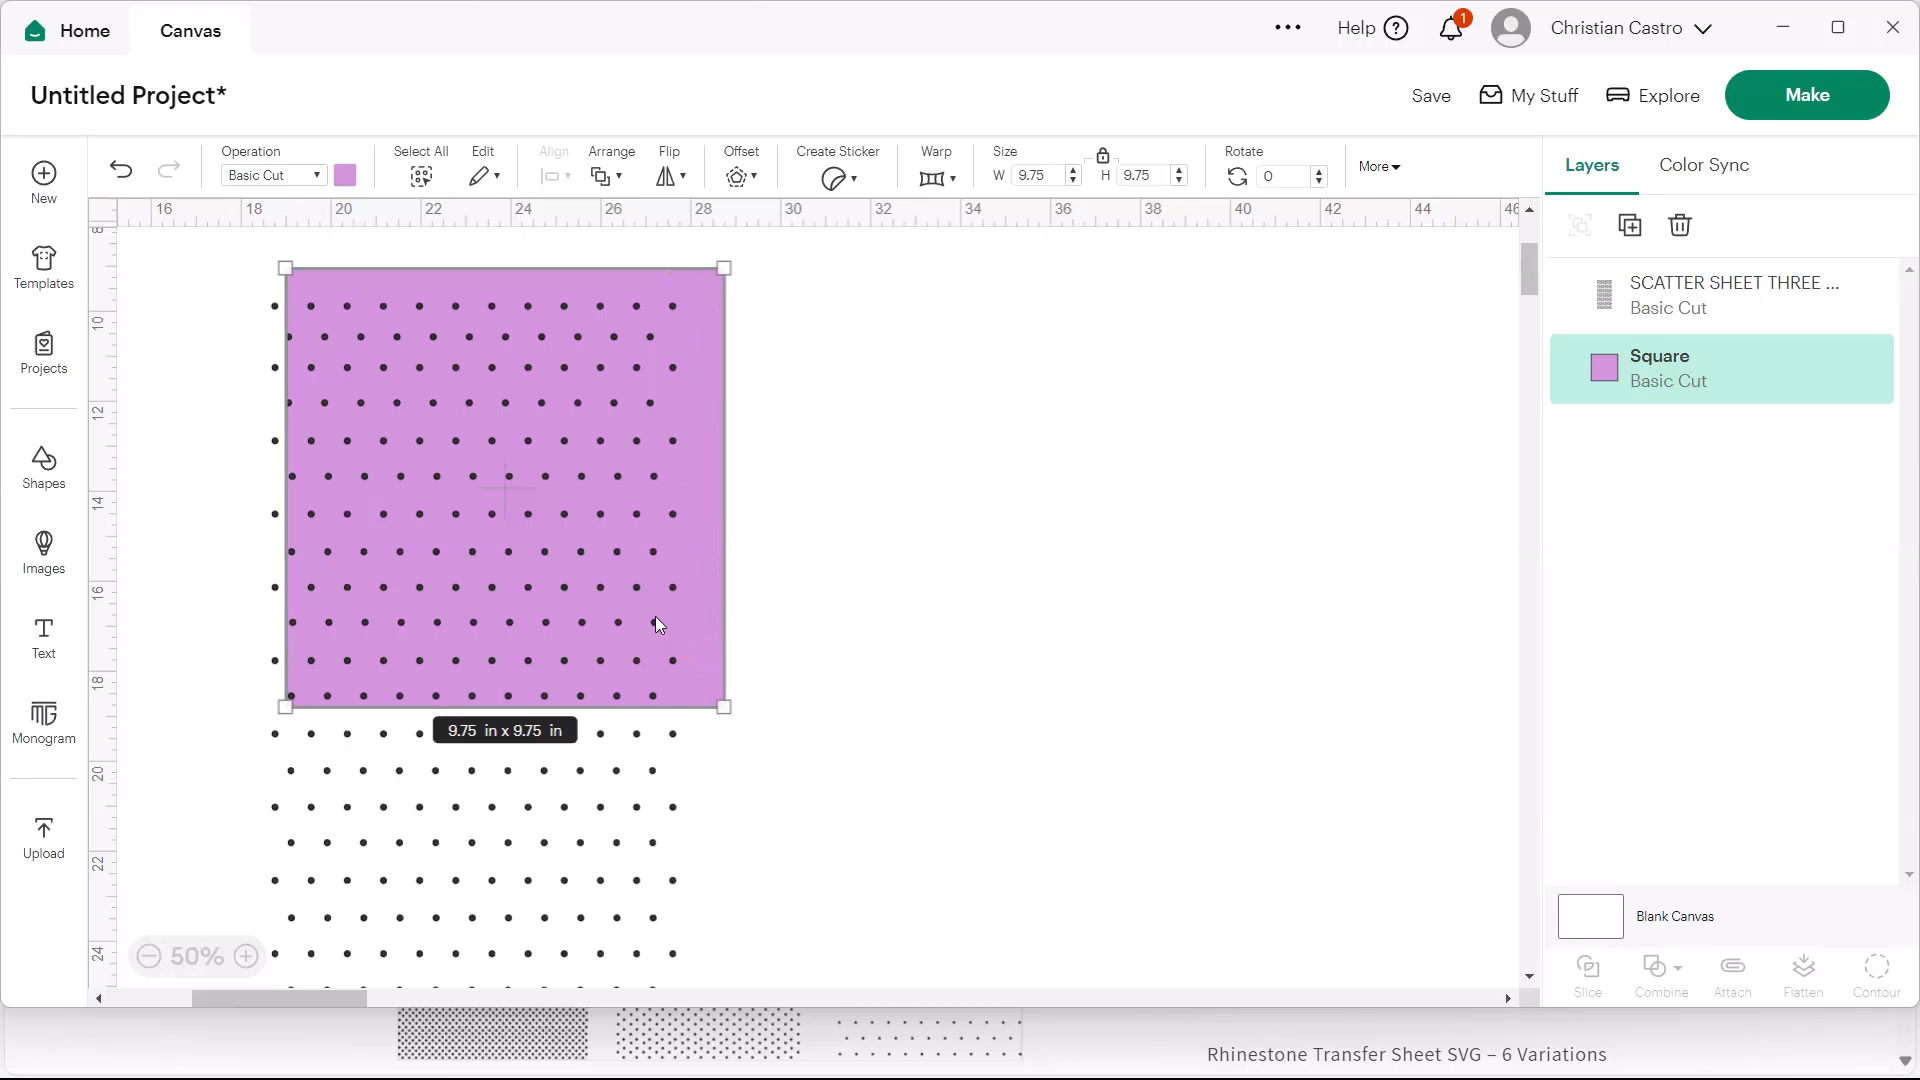 Home
Canvas
Help
1
Christian Castro
Untitled Project*
Save
My Stuff
Explore
Make
Operation
Basic Cut
Select All
Edit
Align
Arrange
Flip
Offset
Create Sticker
Warp
Size
W 9.75
H 9.75
Rotate
0
More
Layers
Color Sync
New
Templates
Projects
Shapes
Images
Text
Monogram
Upload
16 18 20 22 24 26 28 30 32 34 36 38 40 42 44 46
8
10
12
14
16
18
20
22
24
SCATTER SHEET THREE ...
Basic Cut
Square
Basic Cut
9.75 in x 9.75 in
50%
Blank Canvas
Slice
Combine
Attach
Flatten
Contour
Rhinestone Transfer Sheet SVG – 6 Variations